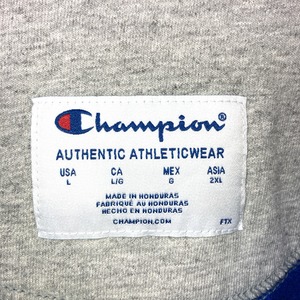 Champion®
AUTHENTIC ATHLETICWEAR
USA CA MEX ASIA
L L/G G 2XL
MADE IN HONDURAS
FABRIQUÉ AU HONDURAS
HECHO EN HONDURAS
CHAMPION.COM FTX